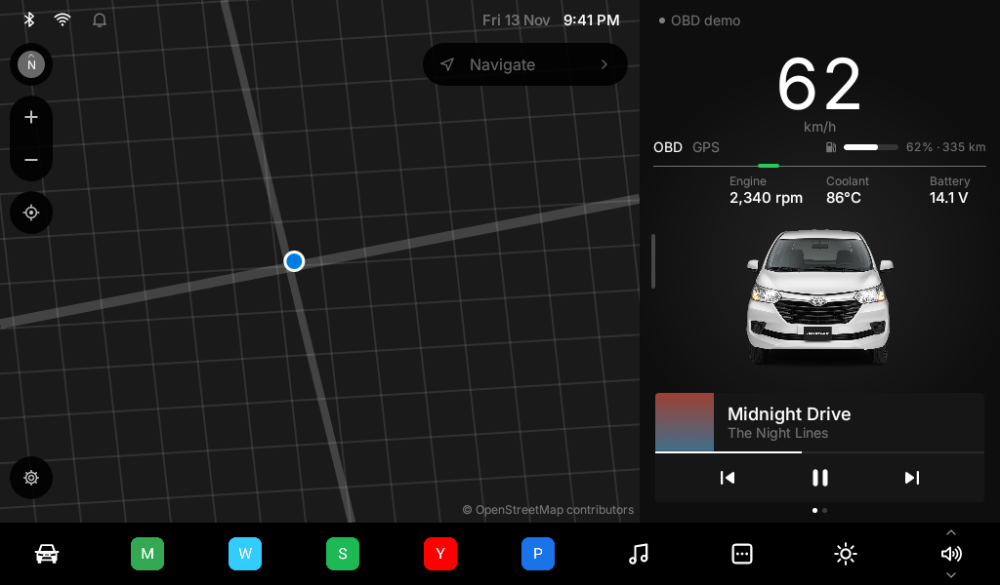 Fri 13 Nov 9:41 PM
N
Navigate
+
−
© OpenStreetMap contributors
OBD demo
62
km/h
OBD GPS
62% · 335 km
Engine Coolant Battery
2,340 rpm 86°C 14.1 V
Midnight Drive
The Night Lines
M W S Y P